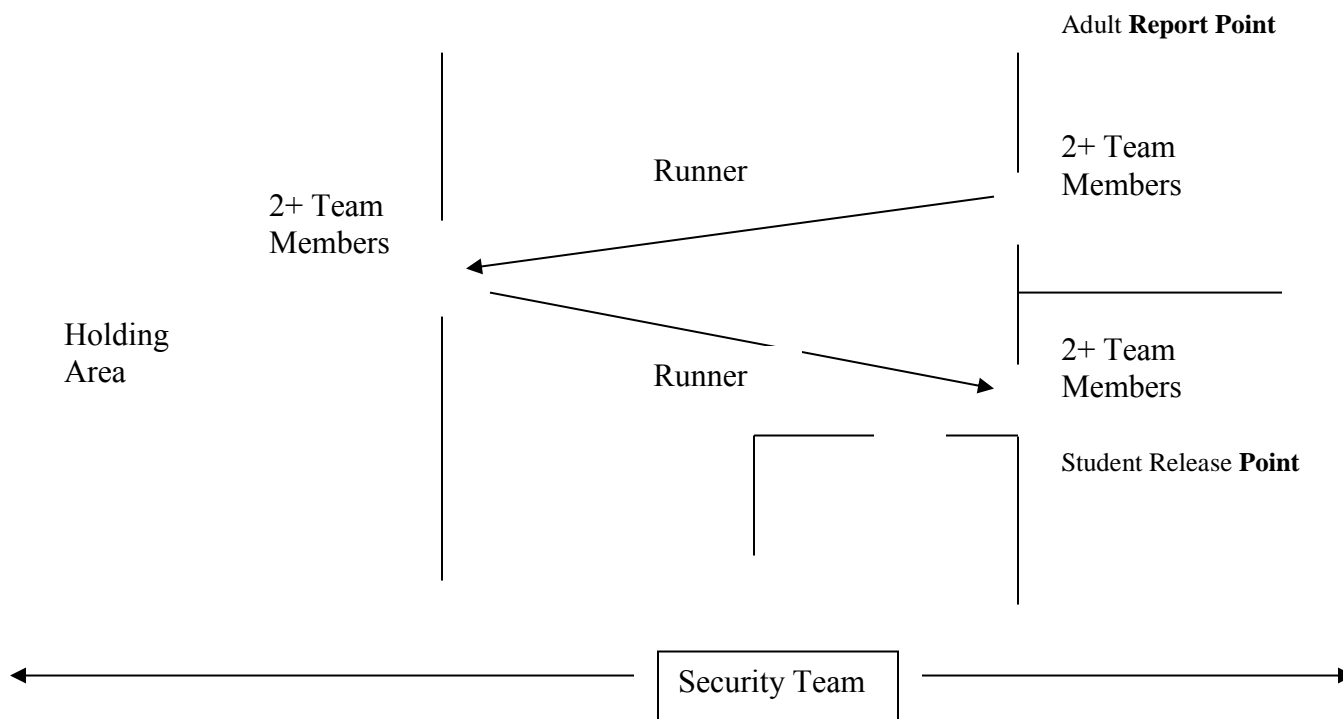 Adult Report Point
2+ Team
Members
Runner
2+ Team
Members
Holding
Area
2+ Team
Members
Runner
Student Release Point
Security Team